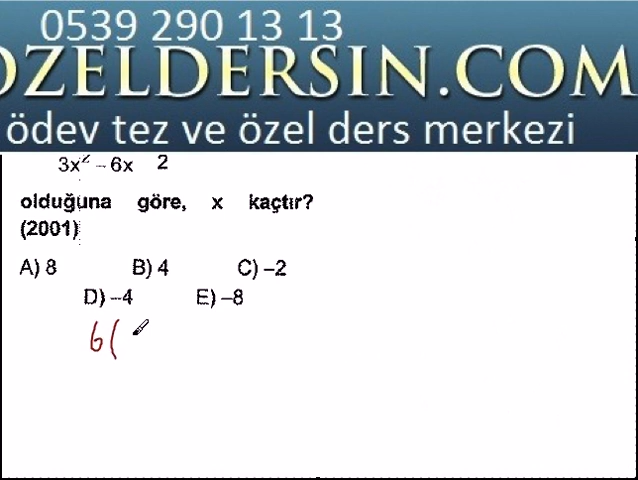 0539 290 13 13
OZELDERSIN.COM
ödev tez ve özel ders merkezi
3x² – 6x 2
olduğuna göre, x kaçtır?
(2001)
A) 8 B) 4 C) –2
D) –4 E) –8
6(